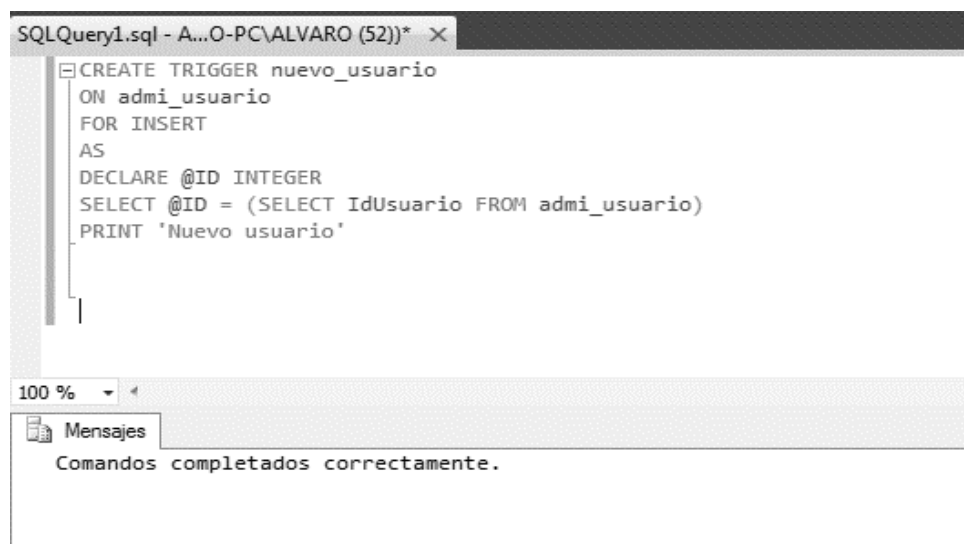 SQLQuery1.sql - A...O-PC\ALVARO (52))*
CREATE TRIGGER nuevo_usuario
ON admi_usuario
FOR INSERT
AS
DECLARE @ID INTEGER
SELECT @ID = (SELECT IdUsuario FROM admi_usuario)
PRINT 'Nuevo usuario'
100 %
Mensajes
Comandos completados correctamente.